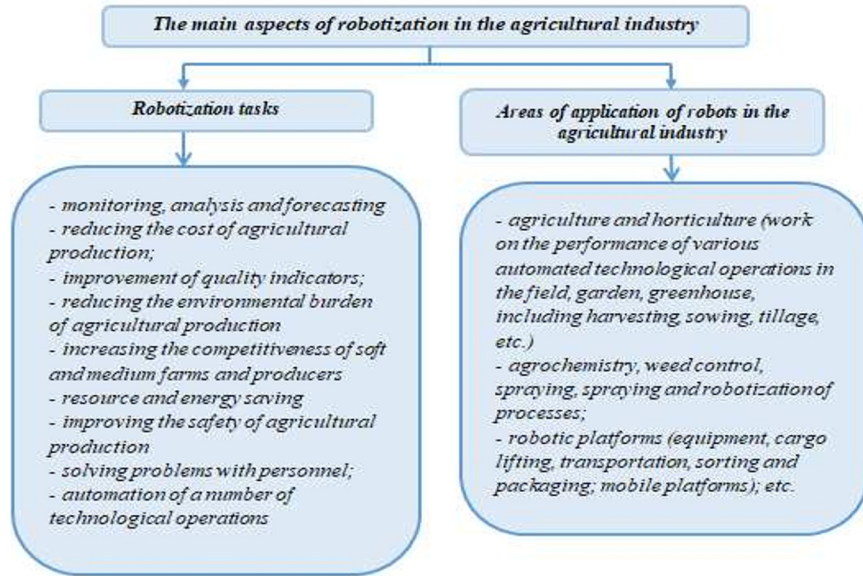 The main aspects of robotization in the agricultural industry
Robotization tasks
Areas of application of robots in the
agricultural industry
- monitoring, analysis and forecasting
- reducing the cost of agricultural
production;
- improvement of quality indicators;
- reducing the environmental burden
of agricultural production
- increasing the competitiveness of soft
and medium farms and producers
- resource and energy saving
- improving the safety of agricultural
production
- solving problems with personnel;
- automation of a number of
technological operations
- agriculture and horticulture (work
on the performance of various
automated technological operations in
the field, garden, greenhouse,
including harvesting, sowing, tillage,
etc.)
- agrochemistry, weed control,
spraying, spraying and robotization of
processes;
- robotic platforms (equipment, cargo
lifting, transportation, sorting and
packaging; mobile platforms); etc.